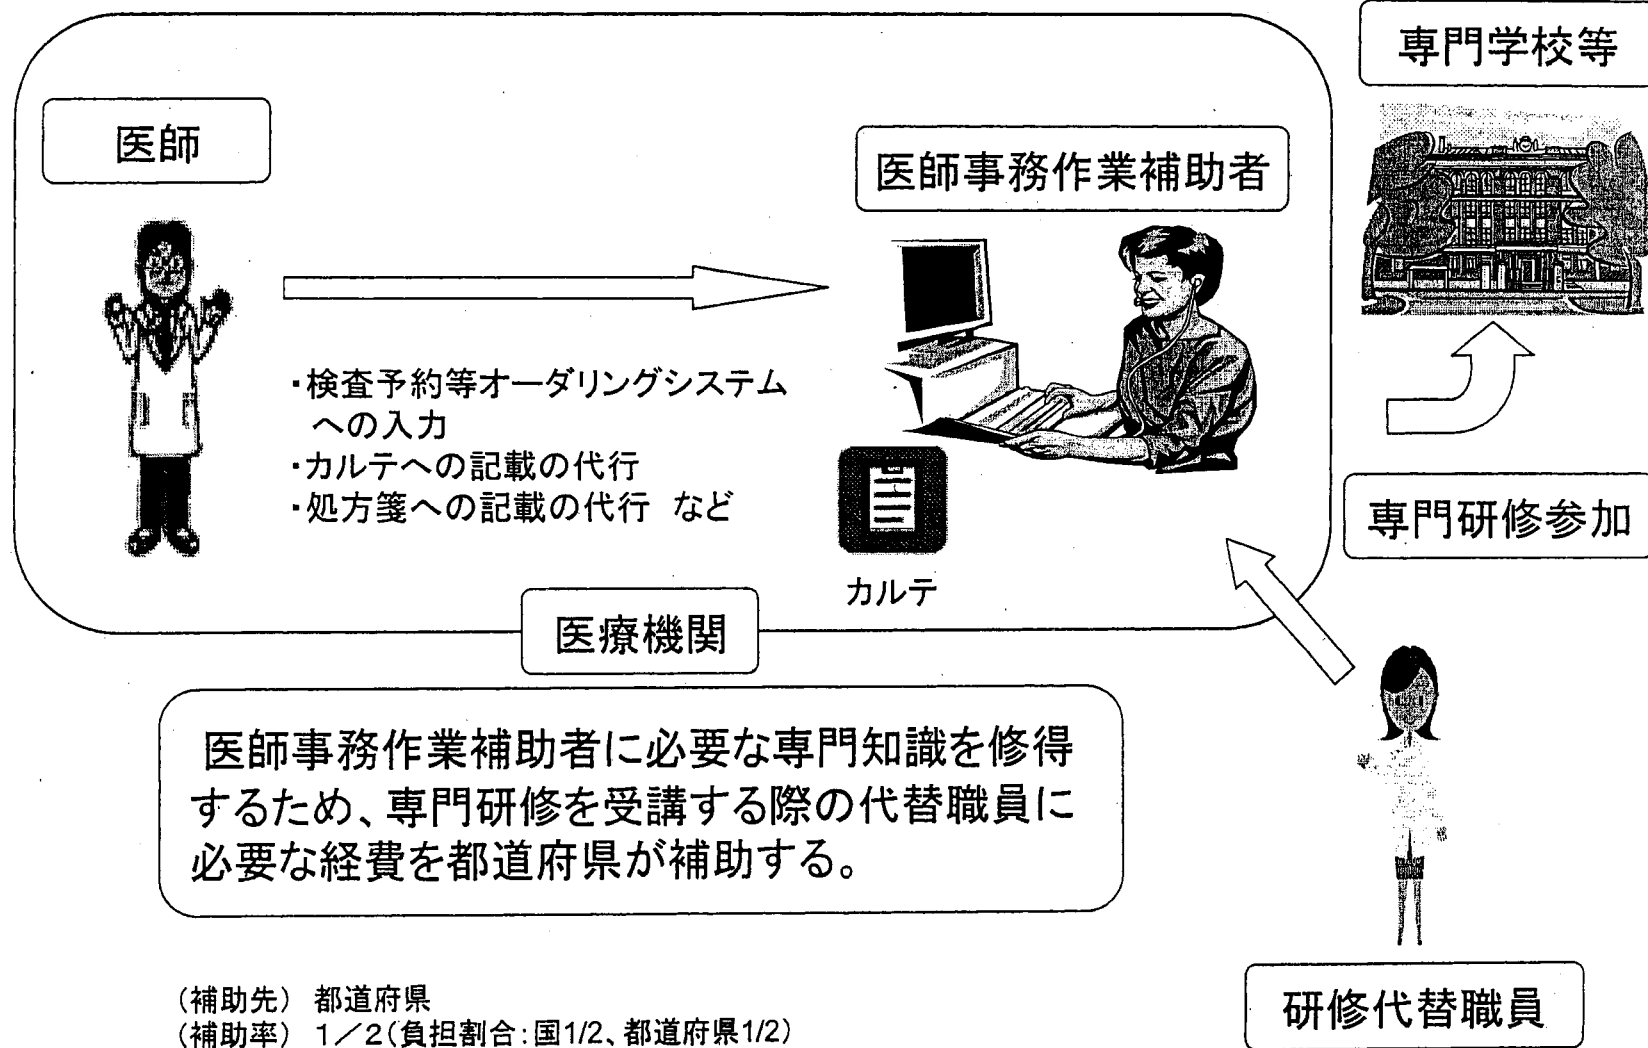 専門学校等
医師
医師事務作業補助者
・検査予約等オーダリングシステム
への入力
・カルテへの記載の代行
・処方箋への記載の代行 など
カルテ
専門研修参加
医療機関
医師事務作業補助者に必要な専門知識を修得
するため、専門研修を受講する際の代替職員に
必要な経費を都道府県が補助する。
研修代替職員
(補助先) 都道府県
(補助率) 1/2(負担割合:国1/2、都道府県1/2)